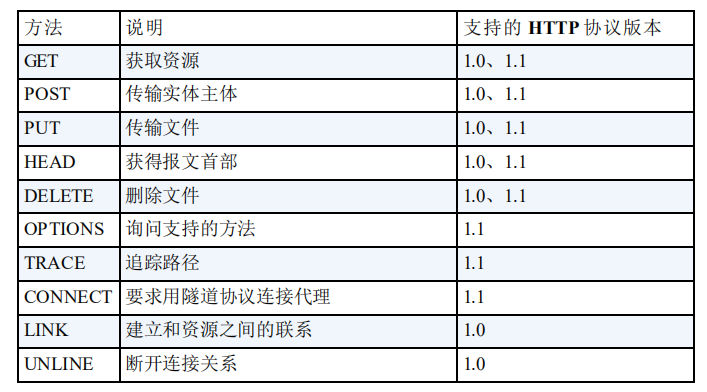 方法 说明 支持的 HTTP 协议版本
GET 获取资源 1.0、1.1
POST 传输实体主体 1.0、1.1
PUT 传输文件 1.0、1.1
HEAD 获得报文首部 1.0、1.1
DELETE 删除文件 1.0、1.1
OPTIONS 询问支持的方法 1.1
TRACE 追踪路径 1.1
CONNECT 要求用隧道协议连接代理 1.1
LINK 建立和资源之间的联系 1.0
UNLINE 断开连接关系 1.0